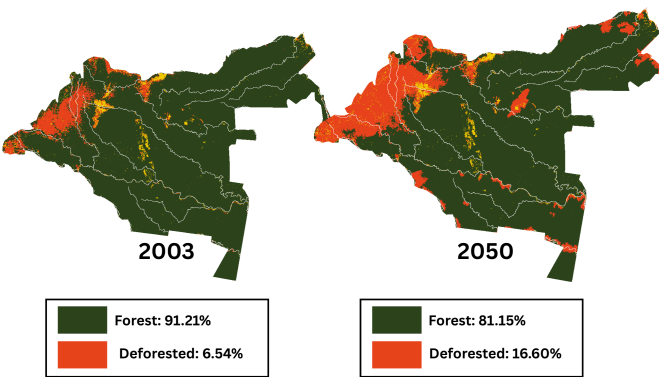 2003
2050
Forest: 91.21%
Deforested: 6.54%
Forest: 81.15%
Deforested: 16.60%